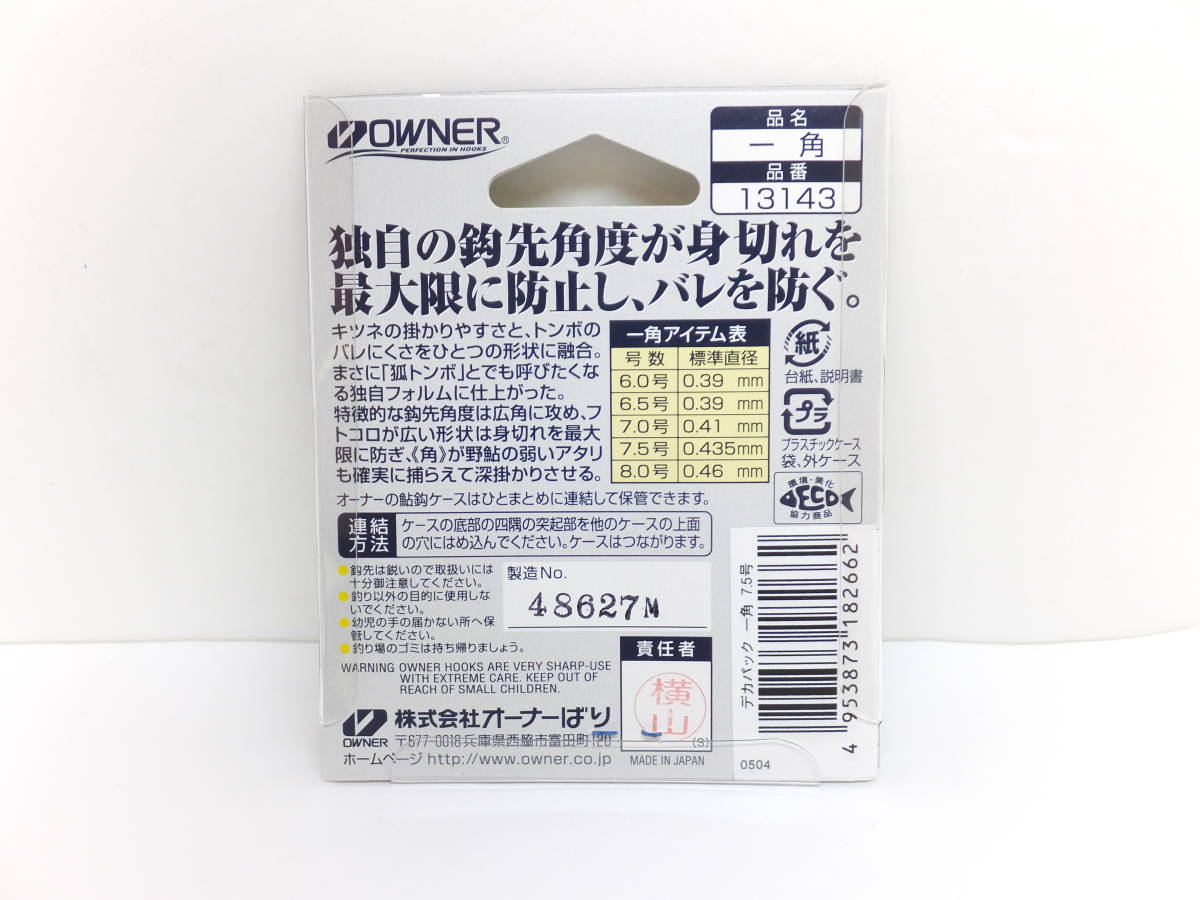 OWNER®
PERFECTION IN HOOKS
品名
一角
品番
13143
独自の鈎先角度が身切れを
最大限に防止し、バレを防ぐ。
キツネの掛かりやすさと、トンボの
バレにくさをひとつの形状に融合。
まさに「狐トンボ」とでも呼びたくな
る独自フォルムに仕上がった。
特徴的な鈎先角度は広角に攻め、フ
トコロが広い形状は身切れを最大
限に防ぎ、《角》が野鮎の弱いアタリ
も確実に捕らえて深掛かりさせる。
一角アイテム表
号数 標準直径
6.0号 0.39 mm
6.5号 0.39 mm
7.0号 0.41 mm
7.5号 0.435mm
8.0号 0.46 mm
紙
台紙、説明書
プラ
プラスチックケース
袋、外ケース
環境・美化
ECO
協力商品
オーナーの鮎鈎ケースはひとまとめに連結して保管できます。
連結
方法
ケースの底部の四隅の突起部を他のケースの上面
の穴にはめ込んでください。ケースはつながります。
●鈎先は鋭いので取扱いには
十分御注意してください。
●釣り以外の目的に使用しな
いでください。
●幼児の手の届かない所へ保
管してください。
●釣り場のゴミは持ち帰りましょう。
製造No.
48627M
WARNING OWNER HOOKS ARE VERY SHARP-USE
WITH EXTREME CARE. KEEP OUT OF
REACH OF SMALL CHILDREN.
責任者
横山
(S)
OWNER
株式会社オーナーばり
〒677-0018兵庫県西脇市富田町120
ホームページ http://www.owner.co.jp
MADE IN JAPAN
デカパック 一角 7.5号
4 953873 182662
0504